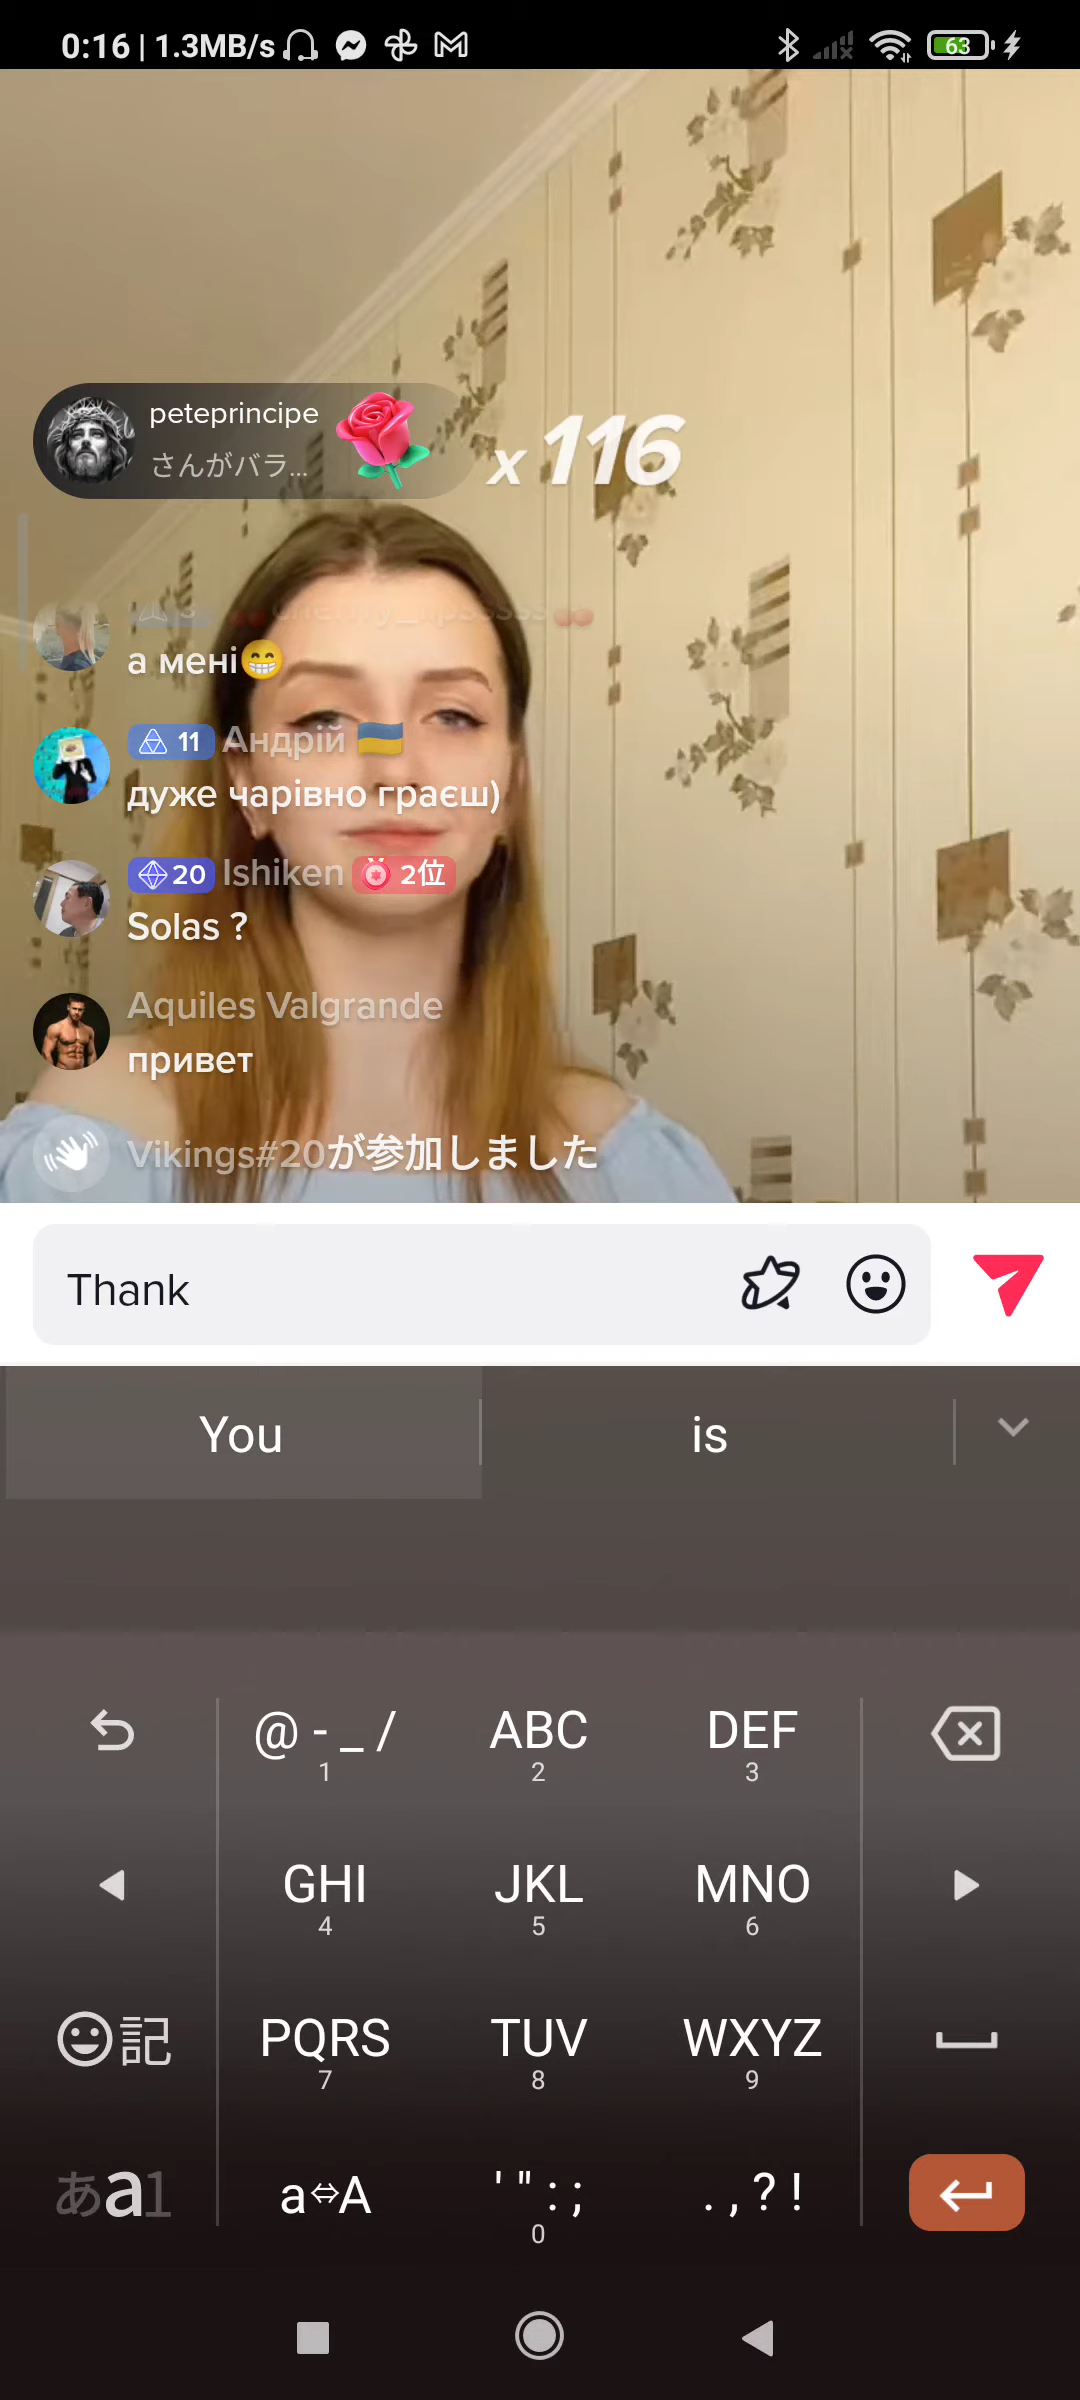 0:16 | 1.3MB/s
63
peteprincipe
さんがバラ...
x 116
а мені😁
11 Андрій 🇺🇦
дуже чарівно граєш)
20 Ishiken 2位
Solas ?
Aquiles Valgrande
привет
Vikings#20が参加しました
Thank
You is
@ - _ / ABC DEF
1 2 3
GHI JKL MNO
4 5 6
記 PQRS TUV WXYZ
7 8 9
あa1 a⇔A ' " : ; . , ? !
0